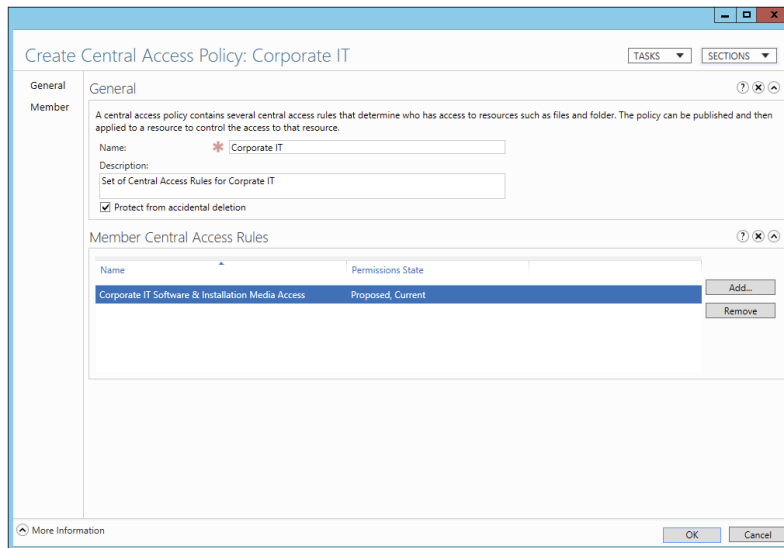 Create Central Access Policy: Corporate IT
TASKS
SECTIONS
General
Member
General
A central access policy contains several central access rules that determine who has access to resources such as files and folder. The policy can be published and then
applied to a resource to control the access to that resource.
Name:
Corporate IT
Description:
Set of Central Access Rules for Corprate IT
Protect from accidental deletion
Member Central Access Rules
Name
Permissions State
Corporate IT Software & Installation Media Access
Proposed, Current
Add...
Remove
More Information
OK
Cancel